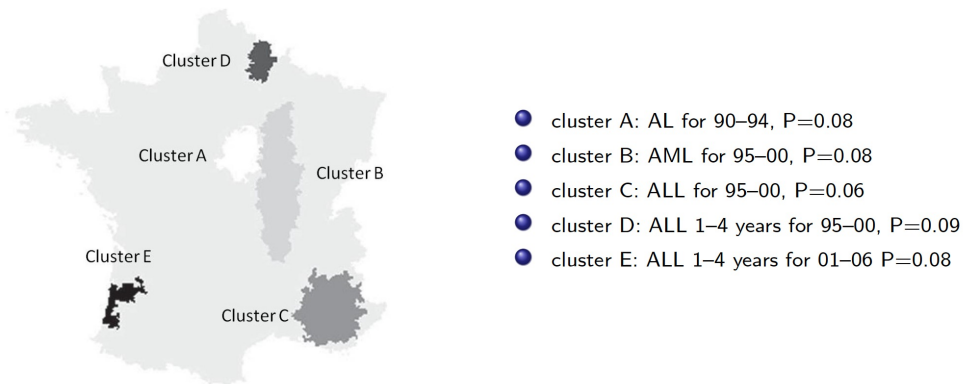 Cluster D
Cluster A
Cluster B
Cluster E
Cluster C
cluster A: AL for 90–94, P=0.08
cluster B: AML for 95–00, P=0.08
cluster C: ALL for 95–00, P=0.06
cluster D: ALL 1–4 years for 95–00, P=0.09
cluster E: ALL 1–4 years for 01–06 P=0.08